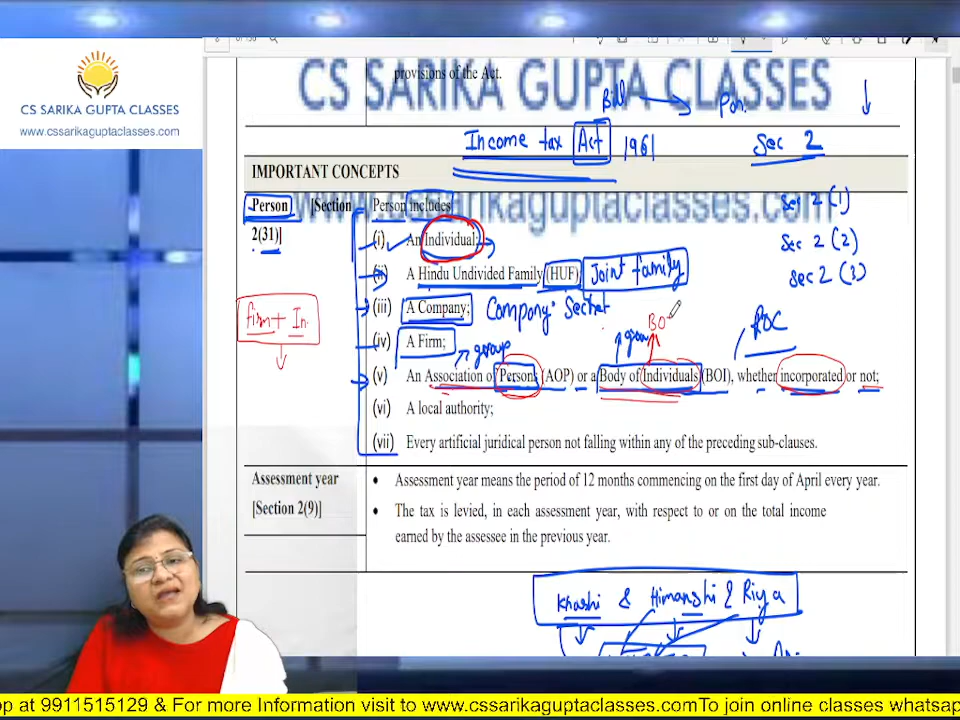 CS SARIKA GUPTA CLASSES
www.cssarikaguptaclasses.com
provisions of the Act.
CS SARIKA GUPTA CLASSES
Bill
Income tax Act 1961
Sec 2
IMPORTANT CONCEPTS
www.cssarikaguptaclasses.com
Person [Section 2(31)]
Person includes
Sec 2 (1)
(i) An Individual;
Sec 2 (2)
(ii) A Hindu Undivided Family (HUF);
Joint family
Sec 2 (3)
(iii) A Company;
Company
firm + In.
BO
ROC
(iv) A Firm;
group
(v) An Association of Persons (AOP) or a Body of Individuals (BOI), whether incorporated or not;
(vi) A local authority;
(vii) Every artificial juridical person not falling within any of the preceding sub-clauses.
Assessment year
[Section 2(9)]
• Assessment year means the period of 12 months commencing on the first day of April every year.
• The tax is levied, in each assessment year, with respect to or on the total income
earned by the assessee in the previous year.
Khashi & Himanshi & Riya
p at 9911515129 & For more Information visit to www.cssarikaguptaclasses.comTo join online classes whatsap